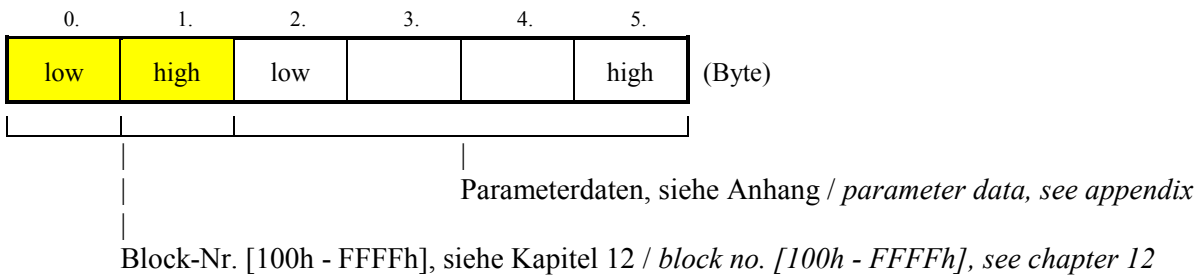 0. 1. 2. 3. 4. 5.
low high low high (Byte)
Parameterdaten, siehe Anhang / parameter data, see appendix
Block-Nr. [100h - FFFFh], siehe Kapitel 12 / block no. [100h - FFFFh], see chapter 12